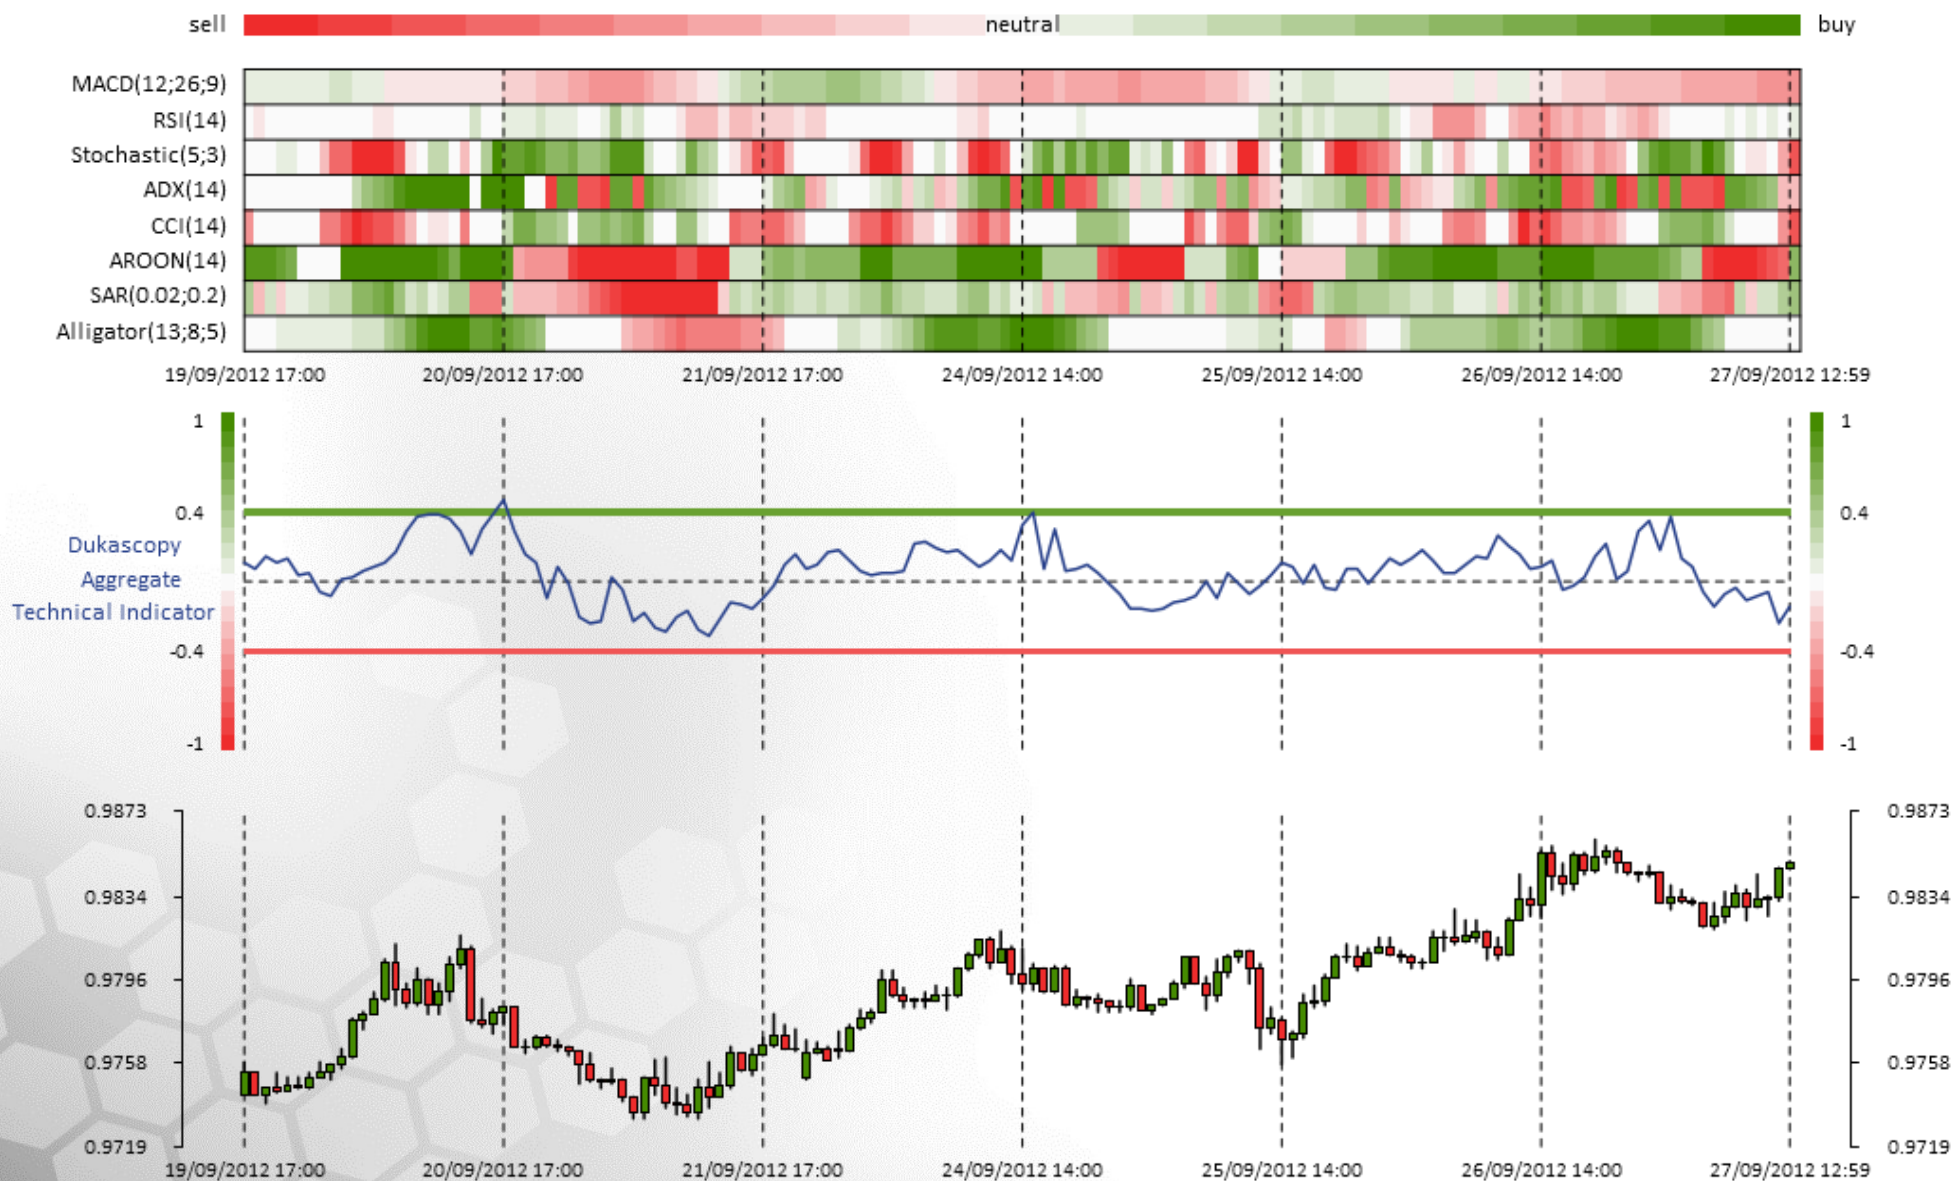 sell neutral buy
MACD(12;26;9)
RSI(14)
Stochastic(5;3)
ADX(14)
CCI(14)
AROON(14)
SAR(0.02;0.2)
Alligator(13;8;5)
19/09/2012 17:00 20/09/2012 17:00 21/09/2012 17:00 24/09/2012 14:00 25/09/2012 14:00 26/09/2012 14:00 27/09/2012 12:59
1 1
0.4 0.4
Dukascopy
Aggregate
Technical Indicator
-0.4 -0.4
-1 -1
0.9873 0.9873
0.9834 0.9834
0.9796 0.9796
0.9758 0.9758
0.9719 0.9719
19/09/2012 17:00 20/09/2012 17:00 21/09/2012 17:00 24/09/2012 14:00 25/09/2012 14:00 26/09/2012 14:00 27/09/2012 12:59